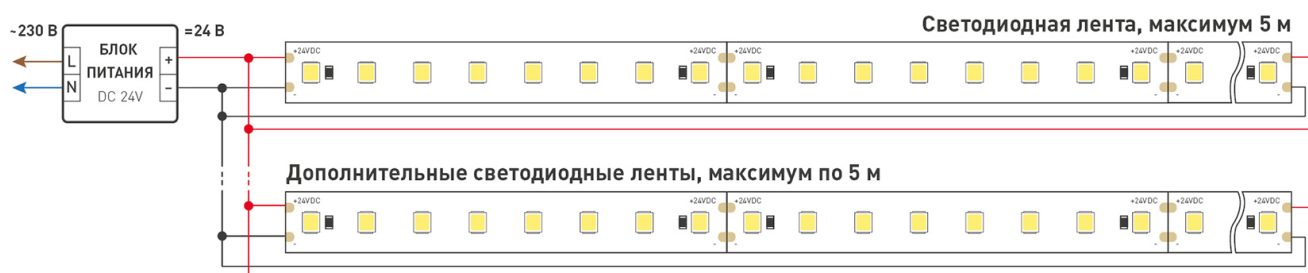 ~230 В
=24 В
Светодиодная лента, максимум 5 м
БЛОК
ПИТАНИЯ
DC 24V
L
N
+
–
+24VDC
+24VDC
+24VDC
+24VDC
+24VDC
-
-
-
-
-
Дополнительные светодиодные ленты, максимум по 5 м
+24VDC
+24VDC
+24VDC
+24VDC
+24VDC
-
-
-
-
-